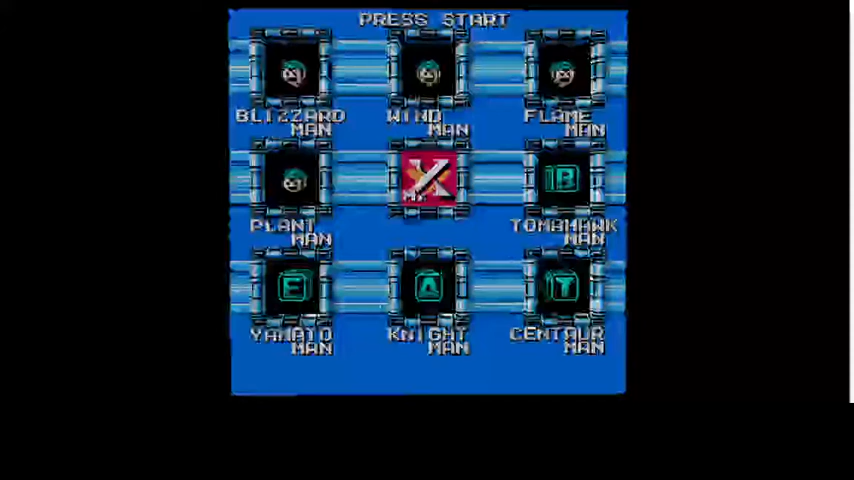 PRESS START
BLIZZARD MAN
WIND MAN
FLAME MAN
PLANT MAN
B
TOMAHAWK MAN
E
A
T
YAMATO MAN
KNIGHT MAN
CENTAUR MAN